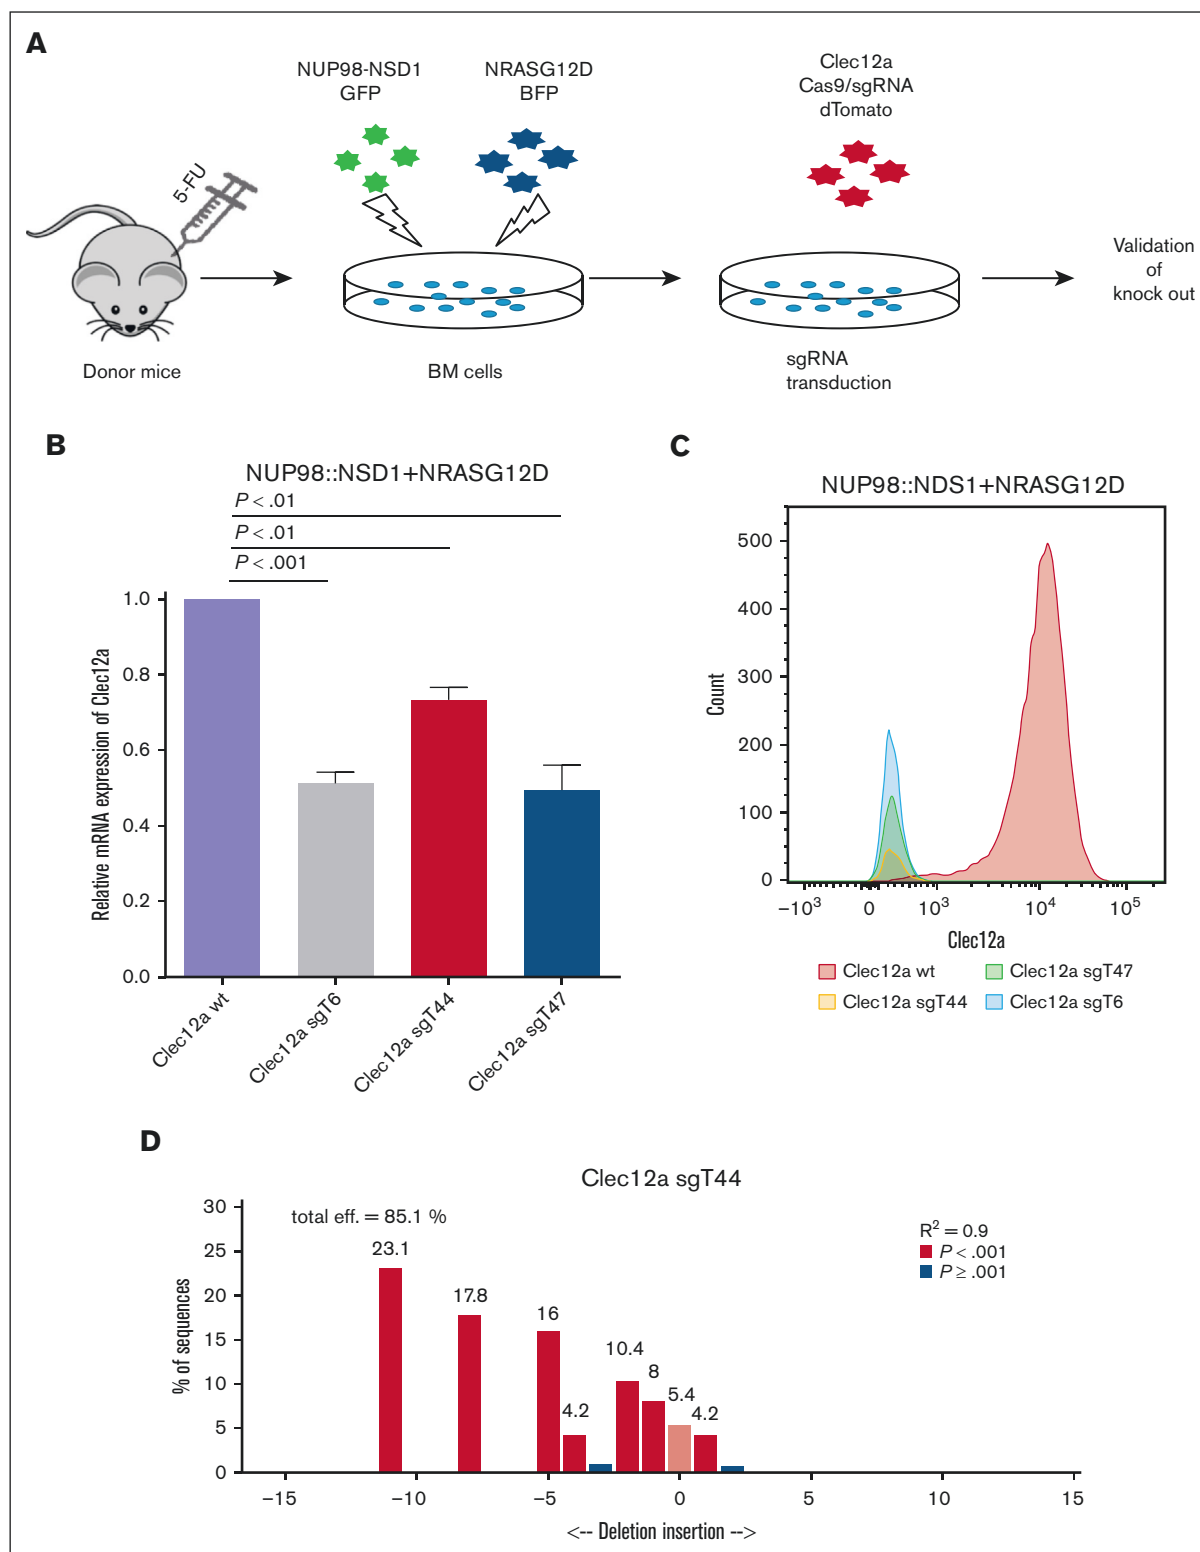 A
NUP98-NSD1
GFP
NRASG12D
BFP
Clec12a
Cas9/sgRNA
dTomato
5-FU
Validation
of
knock out
Donor mice
BM cells
sgRNA
transduction
B
NUP98::NSD1+NRASG12D
P < .01
P < .01
P < .001
1.0
0.8
0.6
0.4
0.2
0.0
Relative mRNA expression of Clec12a
Clec12a wt
Clec12a sgT6
Clec12a sgT44
Clec12a sgT47
C
NUP98::NDS1+NRASG12D
500
400
300
200
100
0
Count
−10³ 0 10³ 10⁴ 10⁵
Clec12a
Clec12a wt
Clec12a sgT47
Clec12a sgT44
Clec12a sgT6
D
Clec12a sgT44
30
25
20
15
10
5
0
% of sequences
total eff. = 85.1 %
23.1
17.8
16
4.2
10.4
8
5.4
4.2
R² = 0.9
P < .001
P ≥ .001
−15 −10 −5 0 5 10 15
<-- Deletion insertion -->